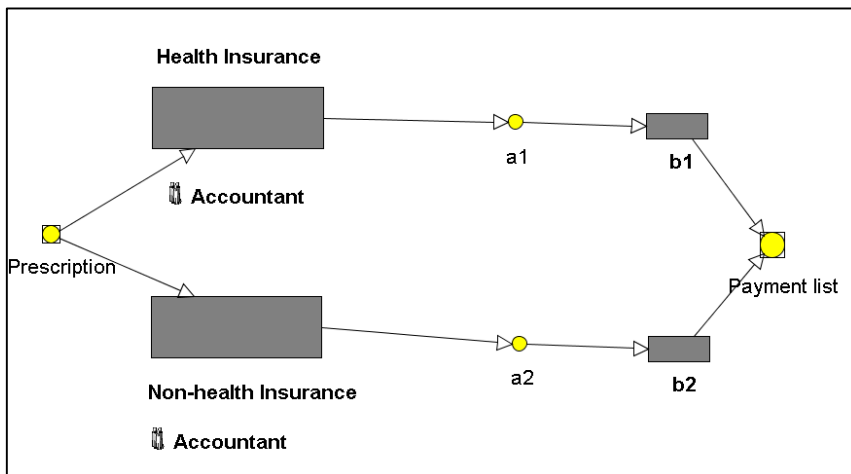 Health Insurance
Accountant
a1
b1
Prescription
Payment list
a2
b2
Non-health Insurance
Accountant